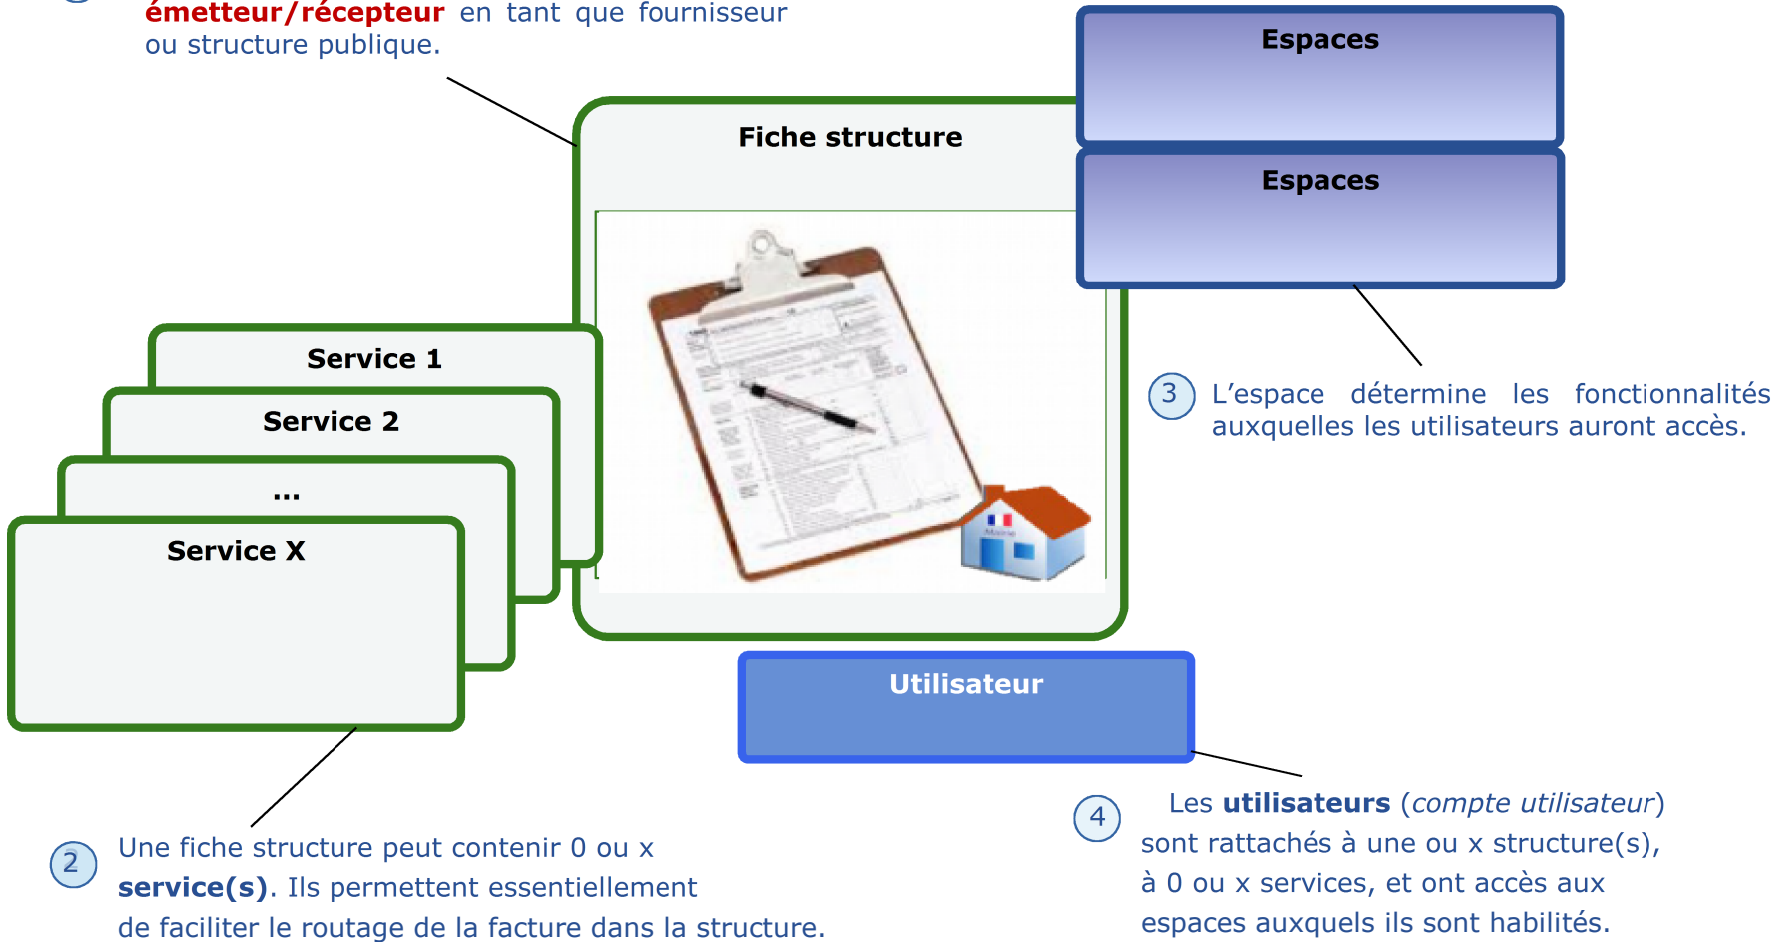 émetteur/récepteur en tant que fournisseur
ou structure publique.
Espaces
Fiche structure
Espaces
Service 1
Service 2
...
Service X
3
L’espace détermine les fonctionnalités
auxquelles les utilisateurs auront accès.
Utilisateur
2
Une fiche structure peut contenir 0 ou x
service(s). Ils permettent essentiellement
de faciliter le routage de la facture dans la structure.
4
Les utilisateurs (compte utilisateur)
sont rattachés à une ou x structure(s),
à 0 ou x services, et ont accès aux
espaces auxquels ils sont habilités.